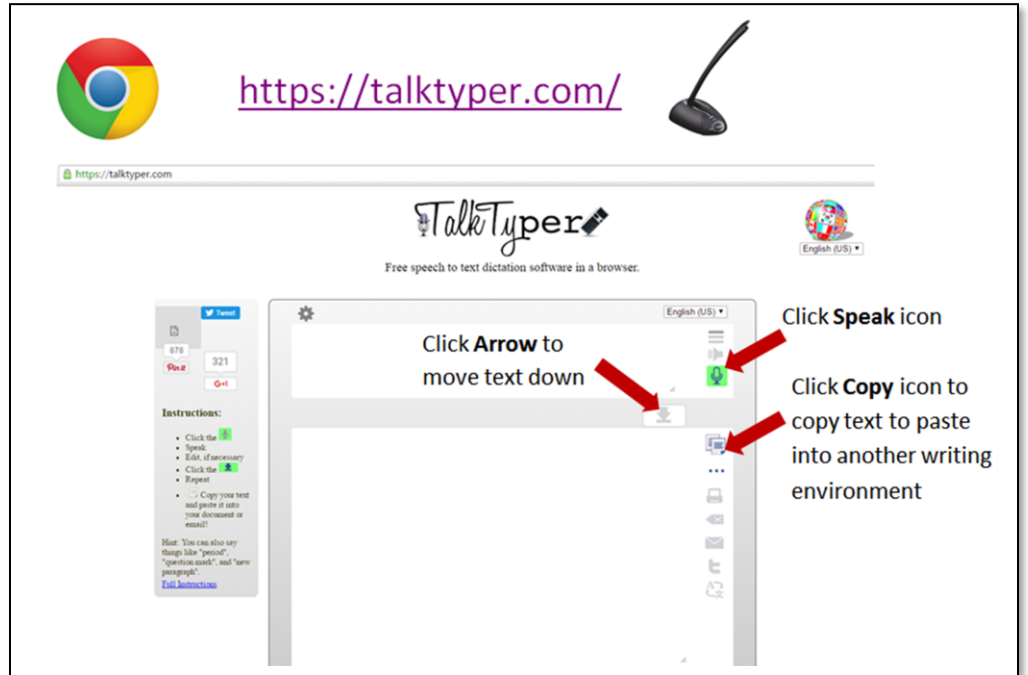 https://talktyper.com/
https://talktyper.com
TalkTyper
English (US)
Free speech to text dictation software in a browser.
Tweet
878
Pin it
321
G+1
Instructions:
Click the
Speak
Edit, if necessary
Click the
Repeat
Copy your text
and paste it into
your document or
email!
Hint: You can also say
things like "period",
"question mark", and "new
paragraph".
Full Instructions
English (US)
Click Arrow to
move text down
Click Speak icon
Click Copy icon to
copy text to paste
into another writing
environment